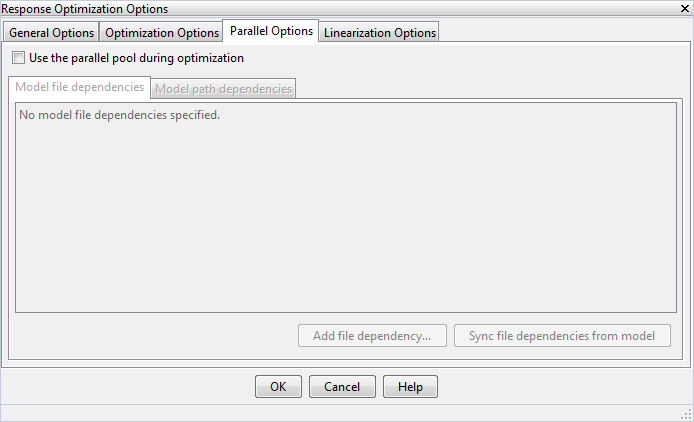 Response Optimization Options
General Options Optimization Options Parallel Options Linearization Options
Use the parallel pool during optimization
Model file dependencies Model path dependencies
No model file dependencies specified.
Add file dependency... Sync file dependencies from model
OK Cancel Help